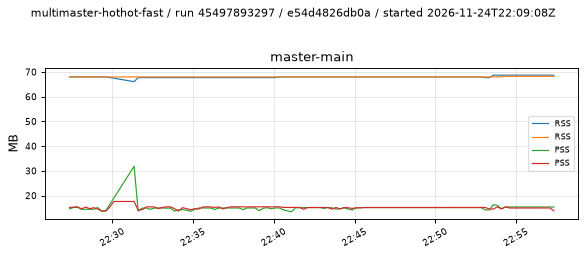 multimaster-hothot-fast / run 45497893297 / e54d4826db0a / started 2026-11-24T22:09:08Z
master-main
MB
70
60
50
40
30
20
22:30
22:35
22:40
22:45
22:50
22:55
RSS
RSS
PSS
PSS